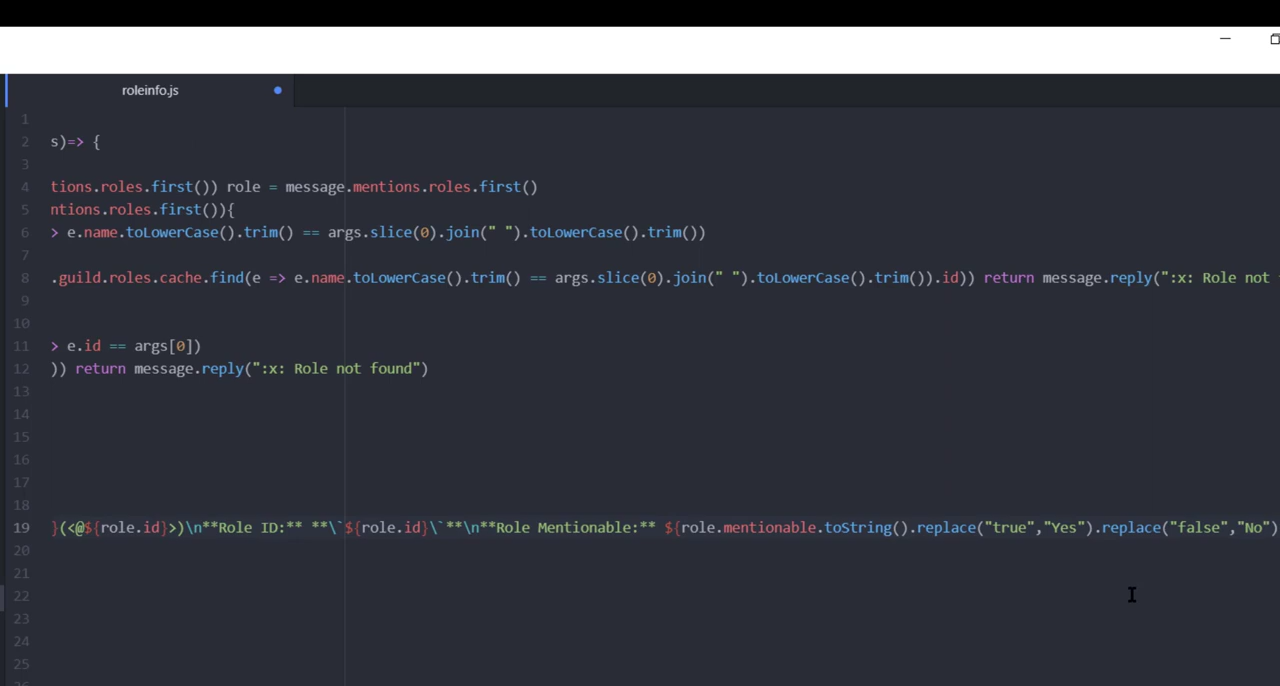 roleinfo.js
1
2 s)=> {
3
4 tions.roles.first()) role = message.mentions.roles.first()
5 ntions.roles.first()){
6 > e.name.toLowerCase().trim() == args.slice(0).join(" ").toLowerCase().trim())
7
8 .guild.roles.cache.find(e => e.name.toLowerCase().trim() == args.slice(0).join(" ").toLowerCase().trim()).id)) return message.reply(":x: Role not
9
10
11 > e.id == args[0])
12 )) return message.reply(":x: Role not found")
13
14
15
16
17
18
19 }(<@${role.id}>)\n**Role ID:** **\`${role.id}\`**\n**Role Mentionable:** ${role.mentionable.toString().replace("true","Yes").replace("false","No")
20
21
22
23
24
25